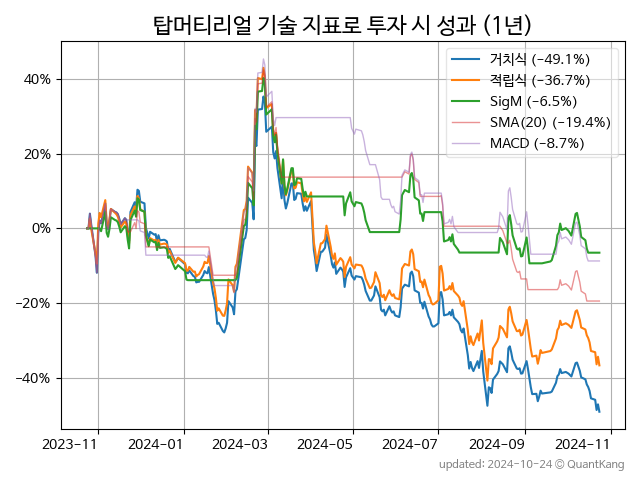 탑머티리얼 기술 지표로 투자 시 성과 (1년)
거치식 (−49.1%)
적립식 (−36.7%)
SigM (−6.5%)
SMA(20) (−19.4%)
MACD (−8.7%)
40%
20%
0%
−20%
−40%
2023−11 2024−01 2024−03 2024−05 2024−07 2024−09 2024−11
updated: 2024-10-24 © QuantKang